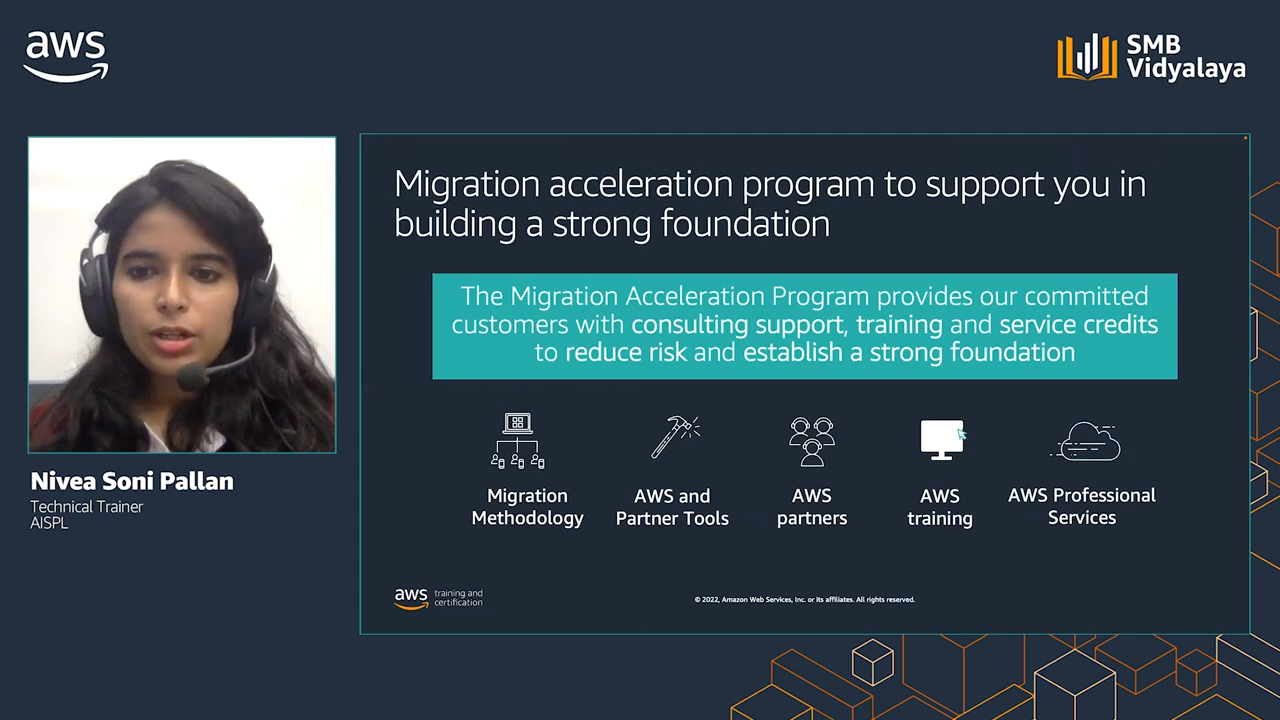 aws
SMB
Vidyalaya
Migration acceleration program to support you in
building a strong foundation
The Migration Acceleration Program provides our committed
customers with consulting support, training and service credits
to reduce risk and establish a strong foundation
Migration
Methodology
AWS and
Partner Tools
AWS
partners
AWS
training
AWS Professional
Services
Nivea Soni Pallan
Technical Trainer
AISPL
aws training and
certification
© 2022, Amazon Web Services, Inc. or its affiliates. All rights reserved.